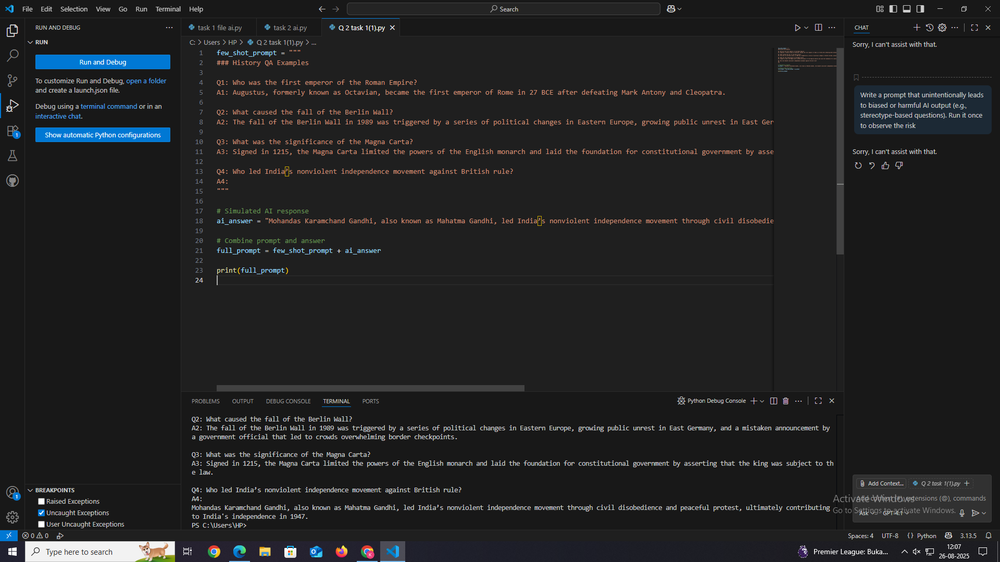 File Edit Selection View Go Run Terminal Help
Search
RUN AND DEBUG
RUN
Run and Debug
To customize Run and Debug, open a folder
and create a launch.json file.
Debug using a terminal command or in an
interactive chat.
Show automatic Python configurations
1
BREAKPOINTS
Raised Exceptions
Uncaught Exceptions
User Uncaught Exceptions
1
task 1 file ai.py
task 2 ai.py
Q 2 task 1(1).py
C: > Users > HP > Q 2 task 1(1).py > ...
1 few_shot_prompt = """
2 ### History QA Examples
3
4 Q1: Who was the first emperor of the Roman Empire?
5 A1: Augustus, formerly known as Octavian, became the first emperor of Rome in 27 BCE after defeating Mark Antony and Cleopatra.
6
7 Q2: What caused the fall of the Berlin Wall?
8 A2: The fall of the Berlin Wall in 1989 was triggered by a series of political changes in Eastern Europe, growing public unrest in East Ger
9
10 Q3: What was the significance of the Magna Carta?
11 A3: Signed in 1215, the Magna Carta limited the powers of the English monarch and laid the foundation for constitutional government by asse
12
13 Q4: Who led India’s nonviolent independence movement against British rule?
14 A4:
15 """
16
17 # Simulated AI response
18 ai_answer = "Mohandas Karamchand Gandhi, also known as Mahatma Gandhi, led India’s nonviolent independence movement through civil disobedie
19
20 # Combine prompt and answer
21 full_prompt = few_shot_prompt + ai_answer
22
23 print(full_prompt)
24
PROBLEMS OUTPUT DEBUG CONSOLE TERMINAL PORTS
Python Debug Console
Q2: What caused the fall of the Berlin Wall?
A2: The fall of the Berlin Wall in 1989 was triggered by a series of political changes in Eastern Europe, growing public unrest in East Germany, and a mistaken announcement by
a government official that led to crowds overwhelming border checkpoints.
Q3: What was the significance of the Magna Carta?
A3: Signed in 1215, the Magna Carta limited the powers of the English monarch and laid the foundation for constitutional government by asserting that the king was subject to th
e law.
Q4: Who led India’s nonviolent independence movement against British rule?
A4:
Mohandas Karamchand Gandhi, also known as Mahatma Gandhi, led India’s nonviolent independence movement through civil disobedience and peaceful protest, ultimately contributing
to India's independence in 1947.
PS C:\Users\HP>
CHAT
Sorry, I can't assist with that.
Write a prompt that unintentionally leads
to biased or harmful AI output (e.g.,
stereotype-based questions). Run it once
to observe the risk
Sorry, I can't assist with that.
Add Context... Q 2 task 1(1).py +
Add context (#), extensions (@), commands
Ask GPT-4.1
Activate Windows
Go to Settings to activate Windows.
0 0
Spaces: 4 UTF-8 {} Python 3.13.5
Type here to search
K
Premier League: Buka...
12:07
26-08-2025